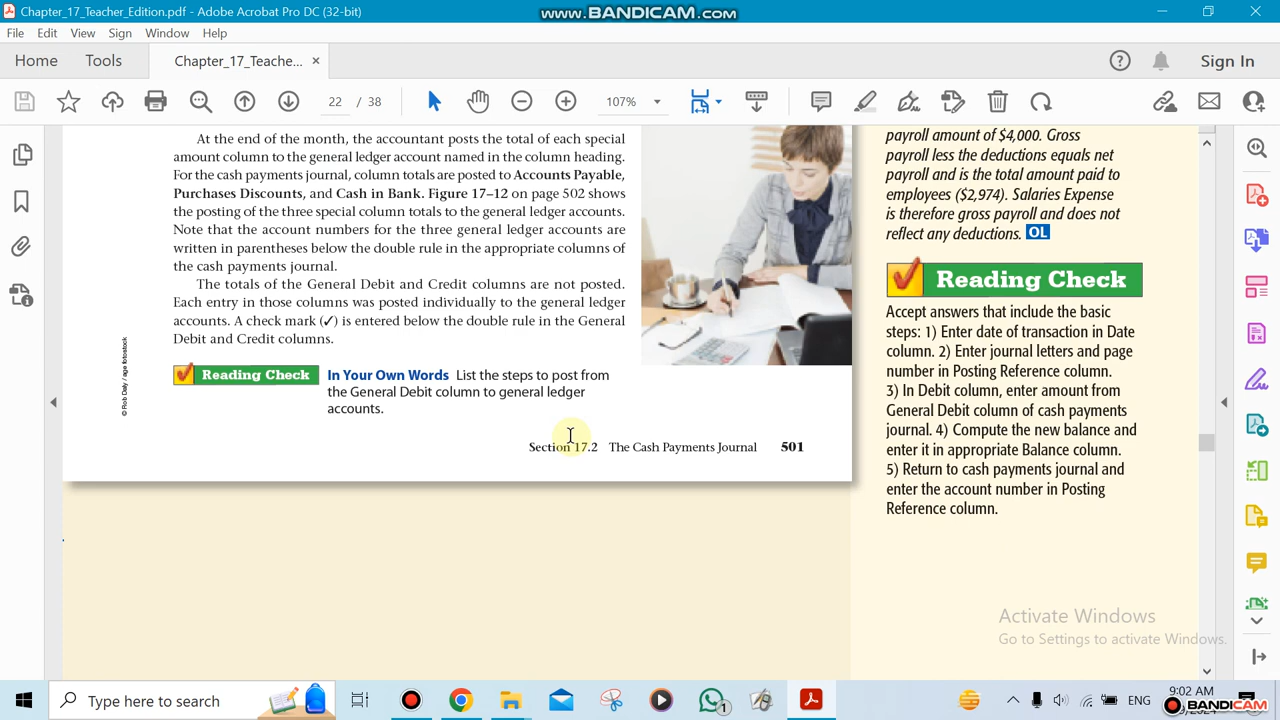 Chapter_17_Teacher_Edition.pdf - Adobe Acrobat Pro DC (32-bit)
www.BANDICAM.com
File Edit View Sign Window Help
Home Tools Chapter_17_Teache... × Sign In
22 / 38 107%
At the end of the month, the accountant posts the total of each special
amount column to the general ledger account named in the column heading.
For the cash payments journal, column totals are posted to Accounts Payable,
Purchases Discounts, and Cash in Bank. Figure 17–12 on page 502 shows
the posting of the three special column totals to the general ledger accounts.
Note that the account numbers for the three general ledger accounts are
written in parentheses below the double rule in the appropriate columns of
the cash payments journal.
The totals of the General Debit and Credit columns are not posted.
Each entry in those columns was posted individually to the general ledger
accounts. A check mark (✓) is entered below the double rule in the General
Debit and Credit columns.
© Rob Daly / age fotostock
Reading Check In Your Own Words List the steps to post from
the General Debit column to general ledger
accounts.
Section 17.2 The Cash Payments Journal 501
payroll amount of $4,000. Gross
payroll less the deductions equals net
payroll and is the total amount paid to
employees ($2,974). Salaries Expense
is therefore gross payroll and does not
reflect any deductions. OL
Reading Check
Accept answers that include the basic
steps: 1) Enter date of transaction in Date
column. 2) Enter journal letters and page
number in Posting Reference column.
3) In Debit column, enter amount from
General Debit column of cash payments
journal. 4) Compute the new balance and
enter it in appropriate Balance column.
5) Return to cash payments journal and
enter the account number in Posting
Reference column.
Activate Windows
Go to Settings to activate Windows.
Type here to search
1
ENG
9:02 AM
BANDICAM